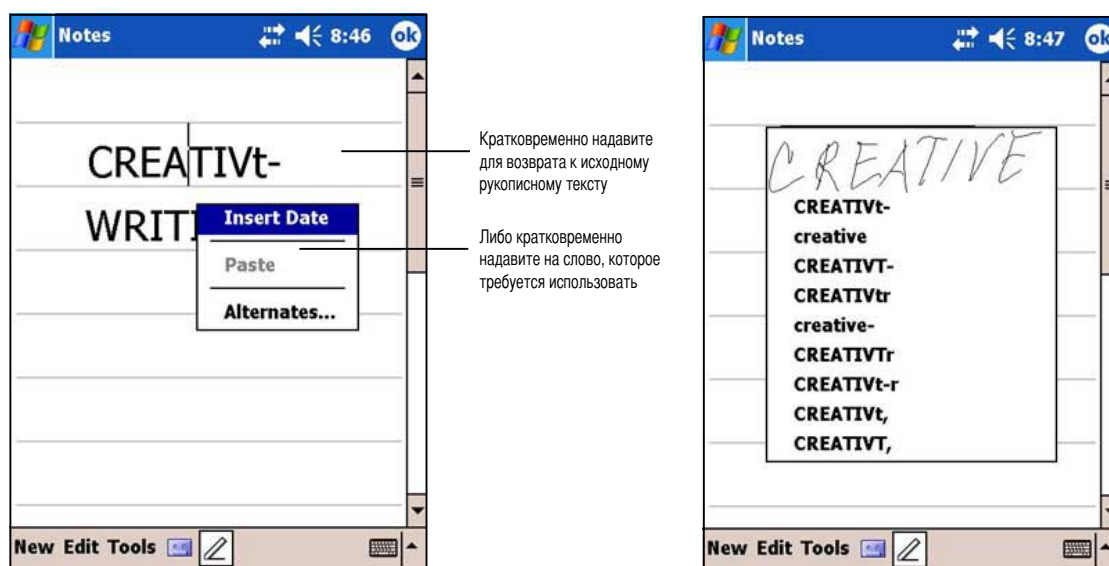 Notes 8:46 ok
CREATIVt-
WRITI
Insert Date
Paste
Alternates...
New Edit Tools
Кратковременно надавите
для возврата к исходному
рукописному тексту
Либо кратковременно
надавите на слово, которое
требуется использовать
Notes 8:47 ok
CREATIVE
CREATIVt-
creative
CREATIVT-
CREATIVtr
creative-
CREATIVTr
CREATIVt-r
CREATIVt,
CREATIVT,
New Edit Tools